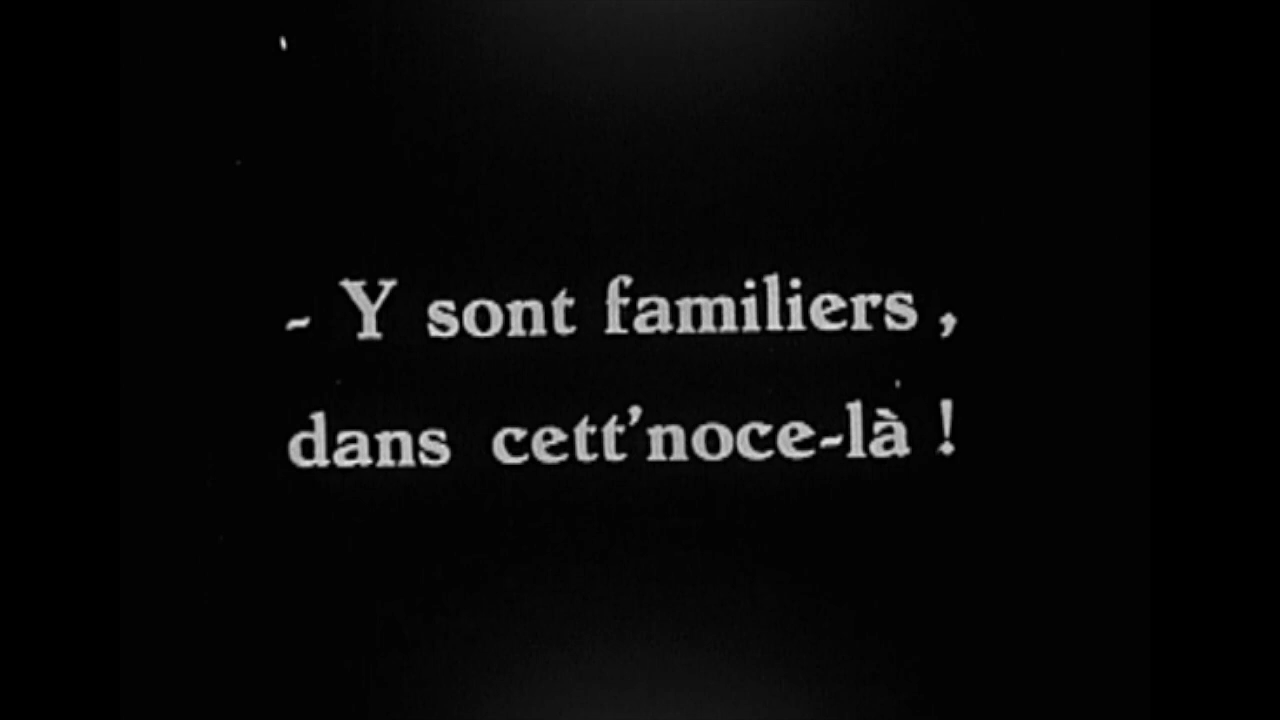 - Y sont familiers ,
dans cett'noce-là !